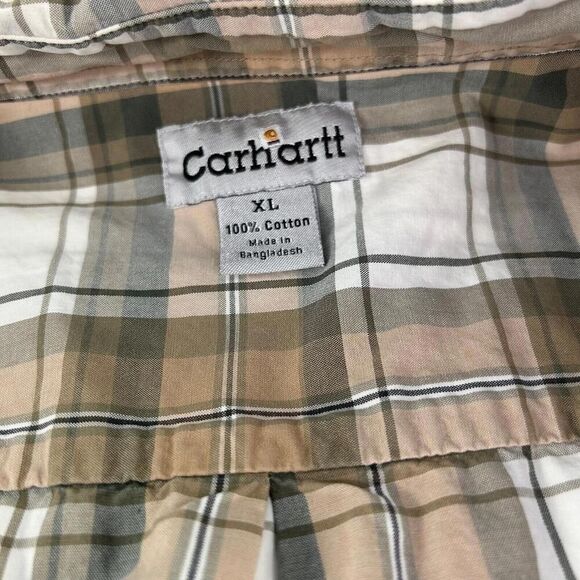 Carhartt
XL
100% Cotton
Made in
Bangladesh